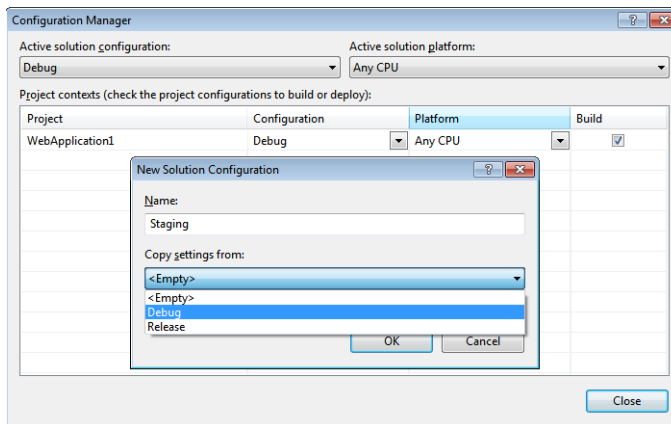 Configuration Manager
Active solution configuration: Active solution platform:
Debug Any CPU
Project contexts (check the project configurations to build or deploy):
Project Configuration Platform Build
WebApplication1 Debug Any CPU
New Solution Configuration
Name:
Staging
Copy settings from:
<Empty>
<Empty>
Debug
Release
OK Cancel
Close